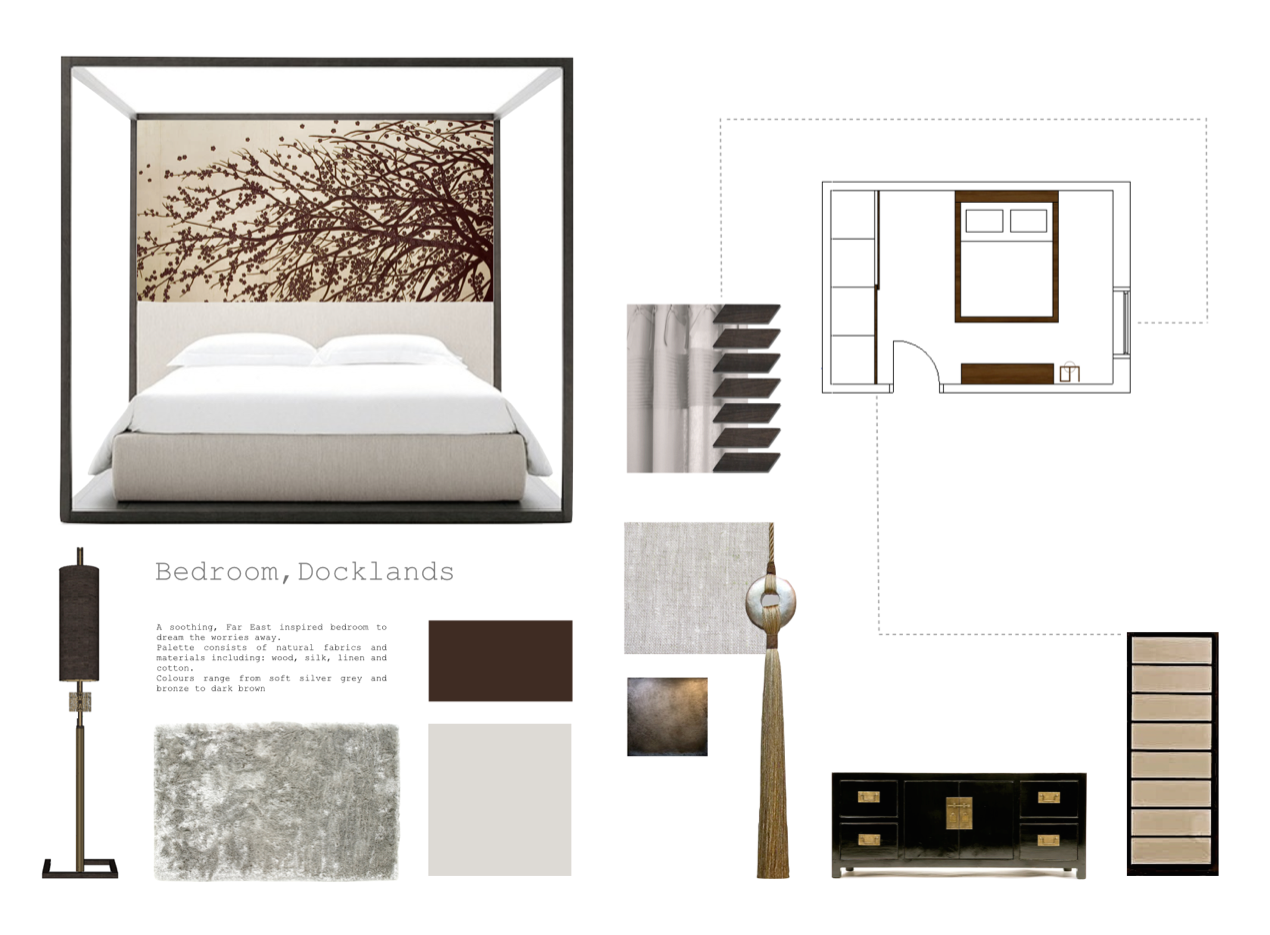 Bedroom,Docklands
A soothing, Far East inspired bedroom to
dream the worries away.
Palette consists of natural fabrics and
materials including: wood, silk, linen and
cotton.
Colours range from soft silver grey and
bronze to dark brown